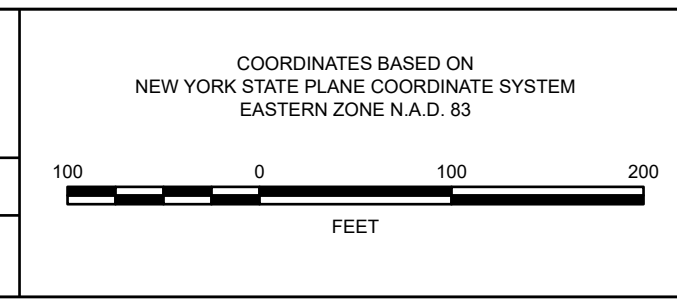 COORDINATES BASED ON
NEW YORK STATE PLANE COORDINATE SYSTEM
EASTERN ZONE N.A.D. 83
100 0 100 200
FEET